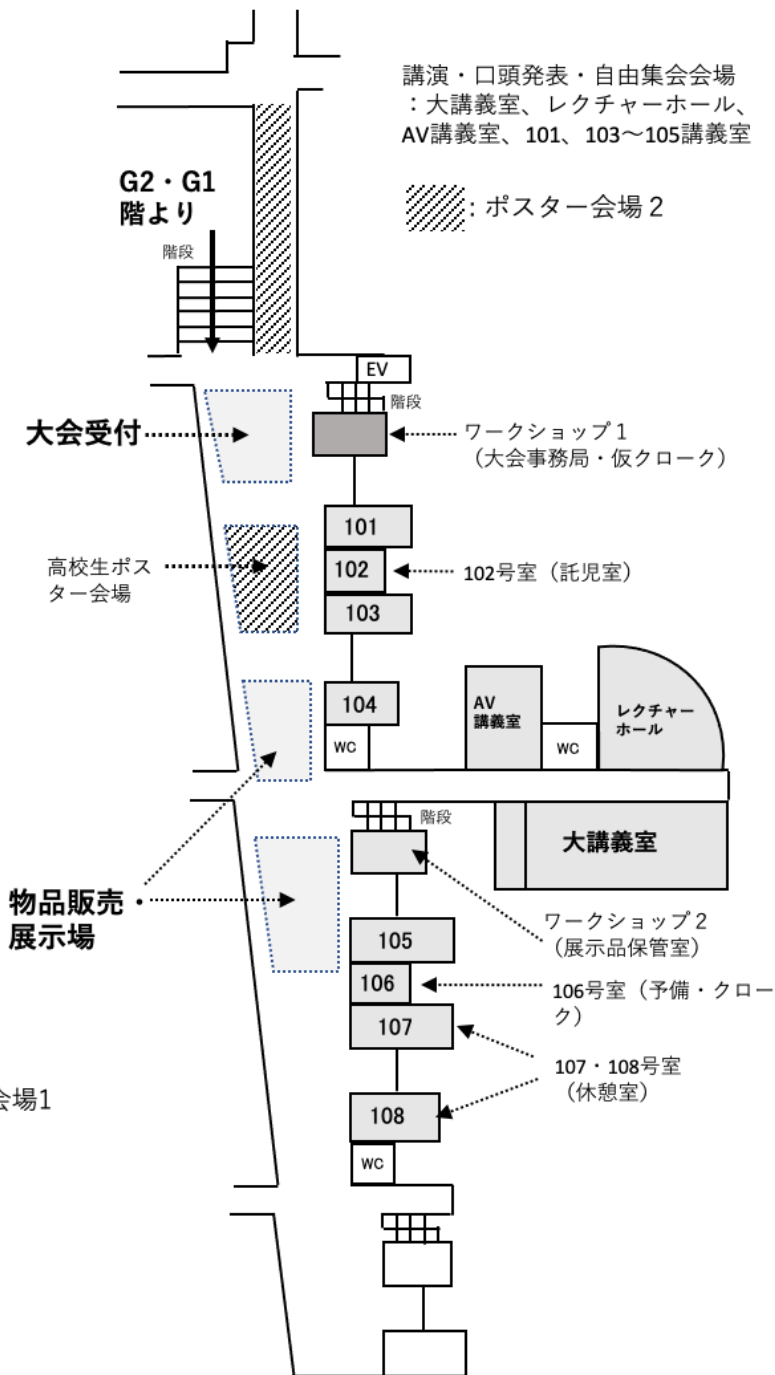 講演・口頭発表・自由集会会場
：大講義室、レクチャーホール、
AV講義室、101、103～105講義室
G2・G1
階より
: ポスター会場２
階段
EV
階段
大会受付
ワークショップ１
（大会事務局・仮クローク）
101
高校生ポス
ター会場
102
102号室（託児室）
103
104
AV
講義室
レクチャー
ホール
WC
WC
階段
大講義室
物品販売・
展示場
ワークショップ２
（展示品保管室）
105
106
106号室（予備・クロー
ク）
107
107・108号室
（休憩室）
会場1
108
WC